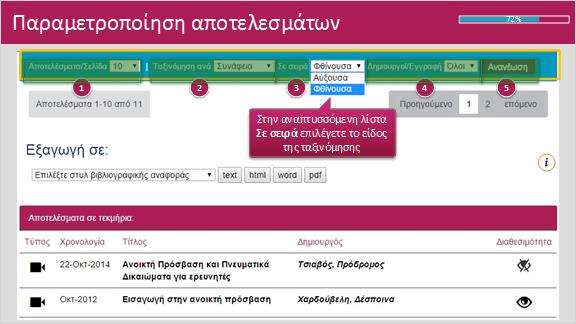 Παραμετροποίηση αποτελεσμάτων
72%
Αποτελέσματα/Σελίδα 10 Ταξινόμηση ανά Συνάφεια Σε σειρά Φθίνουσα Δημιουργοί/Εγγραφή Όλοι Ανανέωση
Αύξουσα
Φθίνουσα
1 2 3 4 5
Αποτελέσματα 1-10 από 11
Προηγούμενο 1 2 επόμενο
Στην αναπτυσσόμενη λίστα
Σε σειρά επιλέγετε το είδος
της ταξινόμησης
Εξαγωγή σε:
i
Επιλέξτε στυλ βιβλιογραφικής αναφοράς text html word pdf
Αποτελέσματα σε τεκμήρια:
Τύπος Χρονολογία Τίτλος Δημιουργός Διαθεσιμότητα
22-Οκτ-2014 Ανοικτή Πρόσβαση και Πνευματικά Τσιαβός, Πρόδρομος
Δικαιώματα για ερευνητές
Οκτ-2012 Εισαγωγή στην ανοικτή πρόσβαση Χαρδούβελη, Δέσποινα